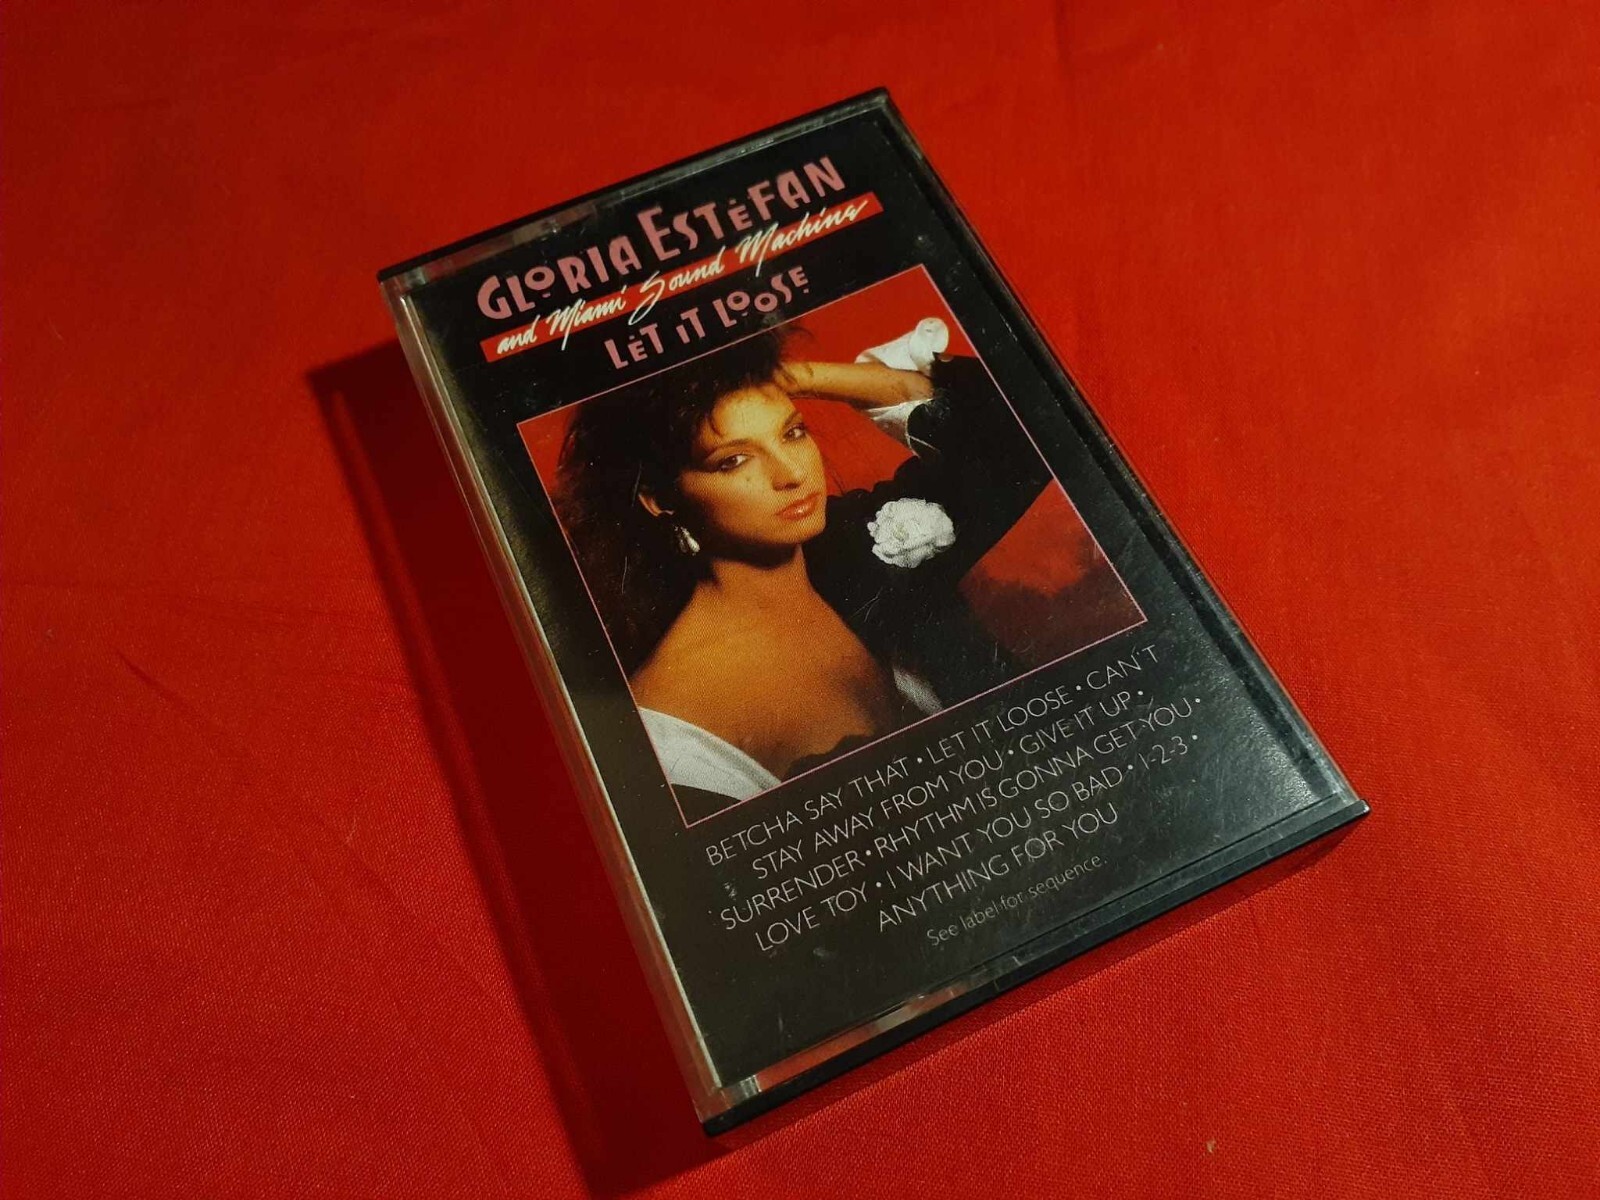 GLORIA ESTEFAN
and Miami Sound Machine
LET IT LOOSE
BETCHA SAY THAT • LET IT LOOSE • CAN'T
STAY AWAY FROM YOU • GIVE IT UP •
SURRENDER • RHYTHM IS GONNA GET YOU •
LOVE TOY • I WANT YOU SO BAD • 1-2-3 •
ANYTHING FOR YOU
See label for sequence.